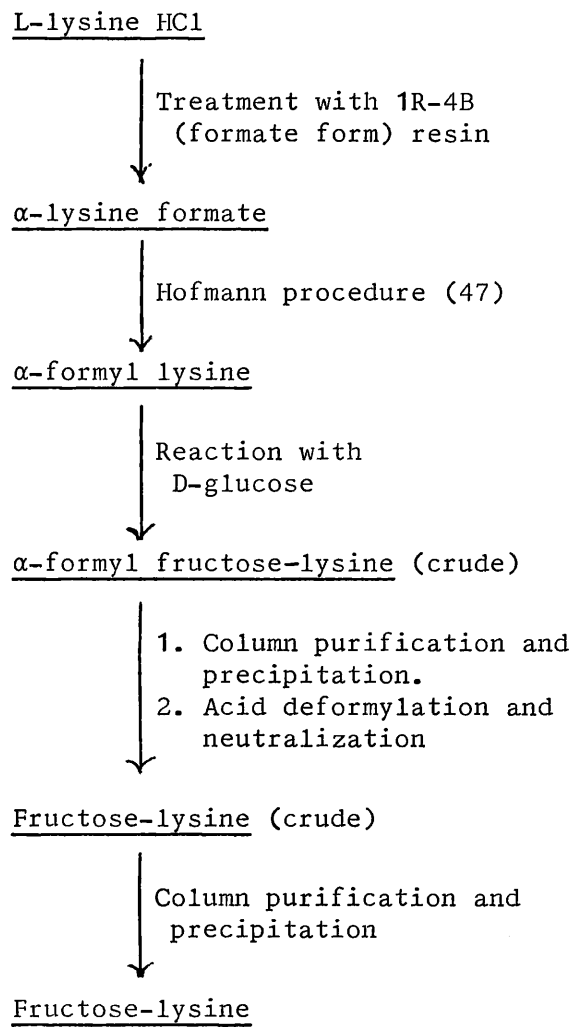 L-lysine HCl
Treatment with 1R-4B
(formate form) resin
α-lysine formate
Hofmann procedure (47)
α-formyl lysine
Reaction with
D-glucose
α-formyl fructose-lysine (crude)
1. Column purification and
precipitation.
2. Acid deformylation and
neutralization
Fructose-lysine (crude)
Column purification and
precipitation
Fructose-lysine